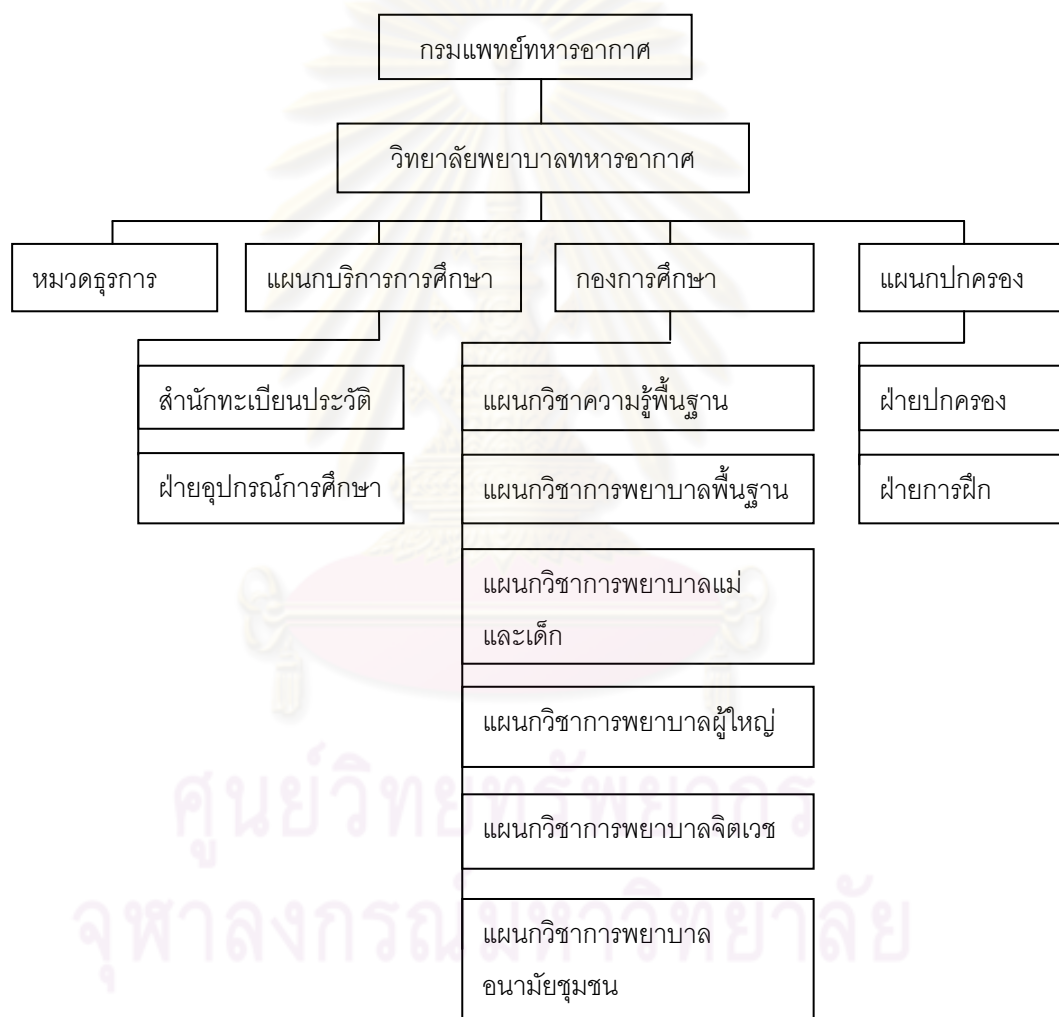 กรมแพทย์ทหารอากาศ
วิทยาลัยพยาบาลทหารอากาศ
หมวดธุรการ
แผนกบริการการศึกษา
กองการศึกษา
แผนกปกครอง
สำนักทะเบียนประวัติ
ฝ่ายอุปกรณ์การศึกษา
แผนกวิชาความรู้พื้นฐาน
แผนกวิชาการพยาบาลพื้นฐาน
แผนกวิชาการพยาบาลแม่
และเด็ก
แผนกวิชาการพยาบาลผู้ใหญ่
แผนกวิชาการพยาบาลจิตเวช
แผนกวิชาการพยาบาล
อนามัยชุมชน
ฝ่ายปกครอง
ฝ่ายการฝึก
ศูนย์วิทยทรัพยากร
จุฬาลงกรณ์มหาวิทยาลัย